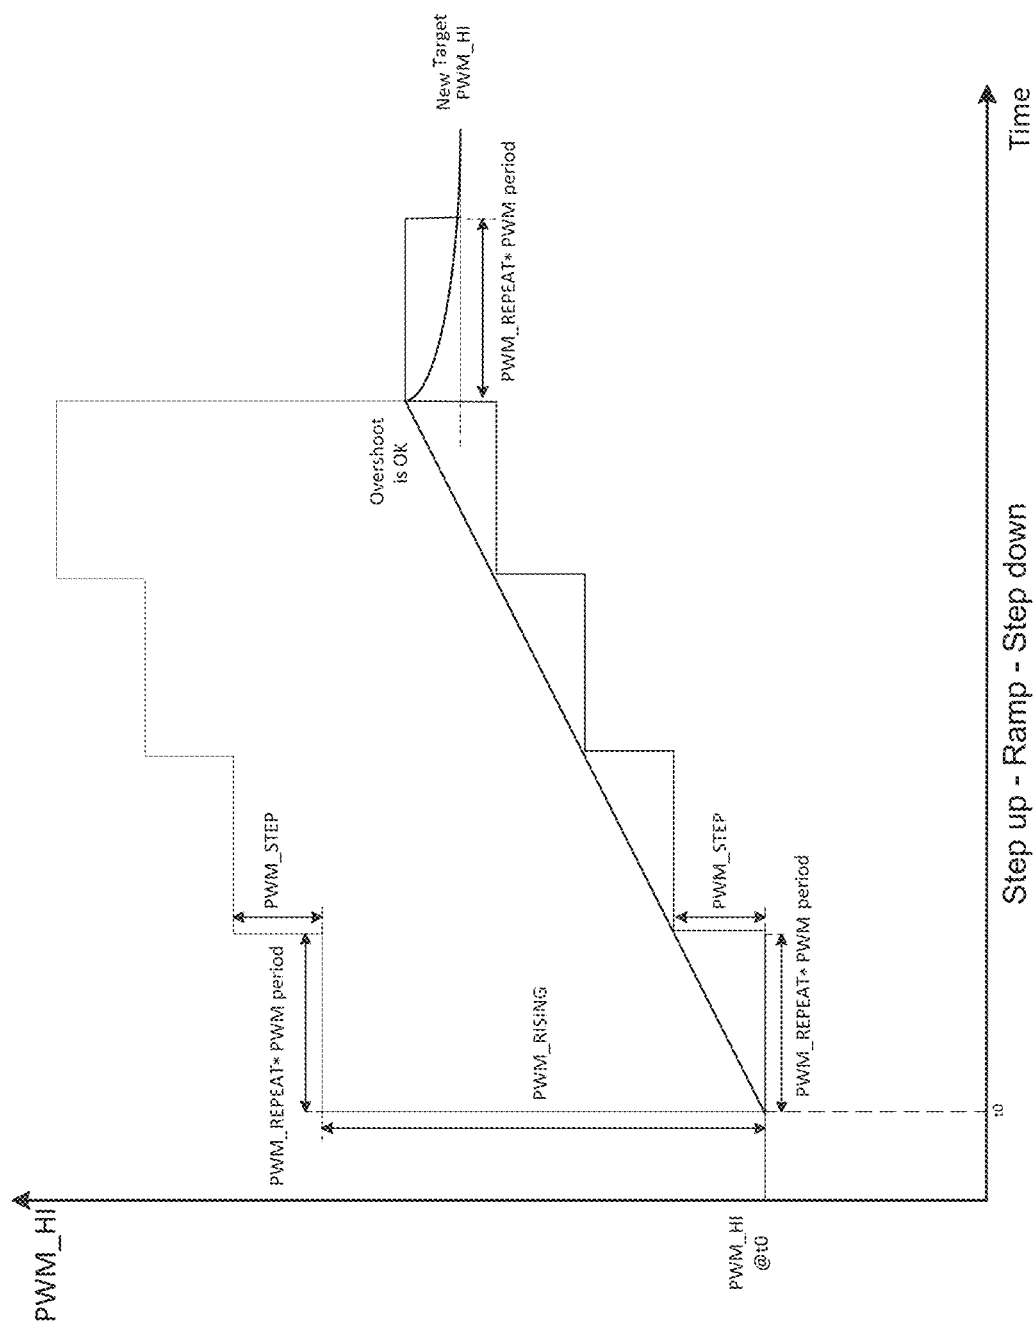 PWM_HI
New Target
PWM_HI
Overshoot
is OK
PWM_REPEAT* PWM period
PWM_STEP
PWM_REPEAT* PWM period
PWM_RISING
PWM_STEP
PWM_REPEAT* PWM period
PWM_HI
@t0
t0
Time
Step up - Ramp - Step down